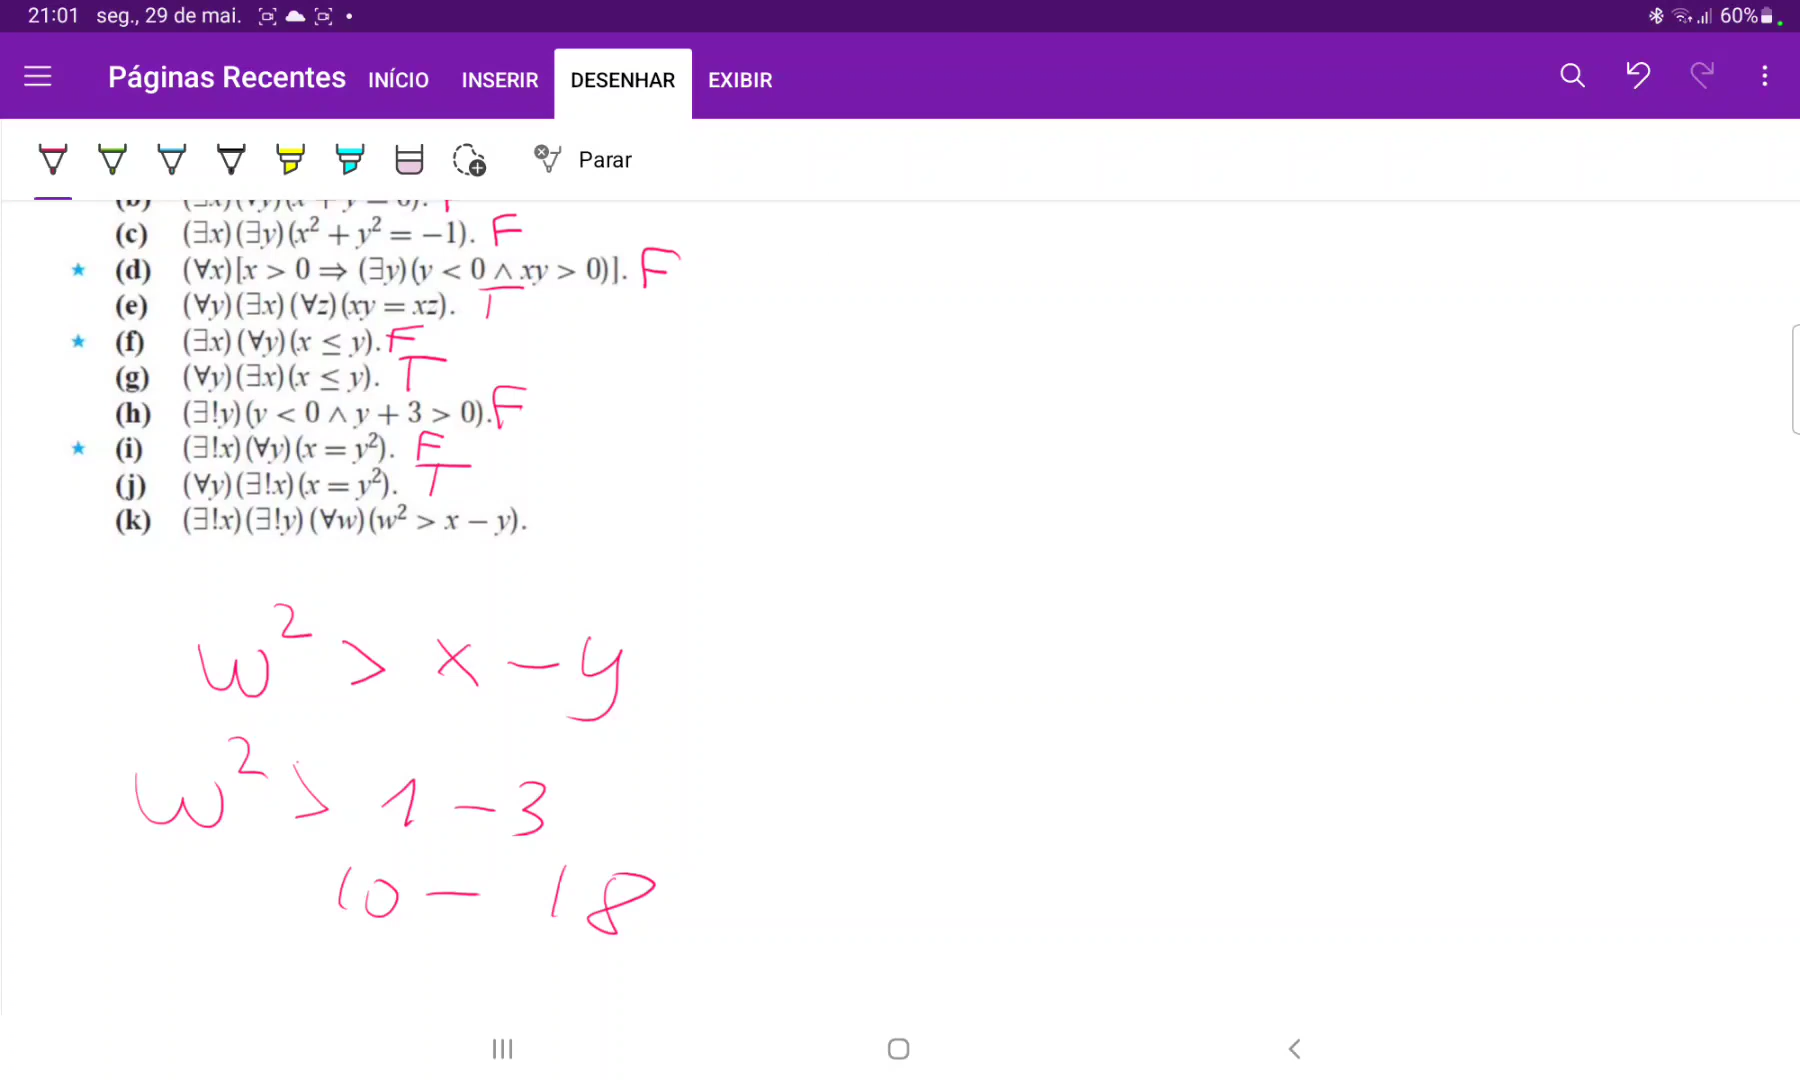 21:01 seg., 29 de mai. 60%
Páginas Recentes INÍCIO INSERIR DESENHAR EXIBIR
Parar
(c) (∃x)(∃y)(x² + y² = −1). F
★ (d) (∀x)[x > 0 ⇒ (∃y)(y < 0 ∧ xy > 0)]. F
(e) (∀y)(∃x)(∀z)(xy = xz). T
★ (f) (∃x)(∀y)(x ≤ y). F
(g) (∀y)(∃x)(x ≤ y). T
(h) (∃!y)(y < 0 ∧ y + 3 > 0). F
★ (i) (∃!x)(∀y)(x = y²). F
(j) (∀y)(∃!x)(x = y²). T
(k) (∃!x)(∃!y)(∀w)(w² > x − y).
w² > x − y
w² > 1 − 3
10 − 18